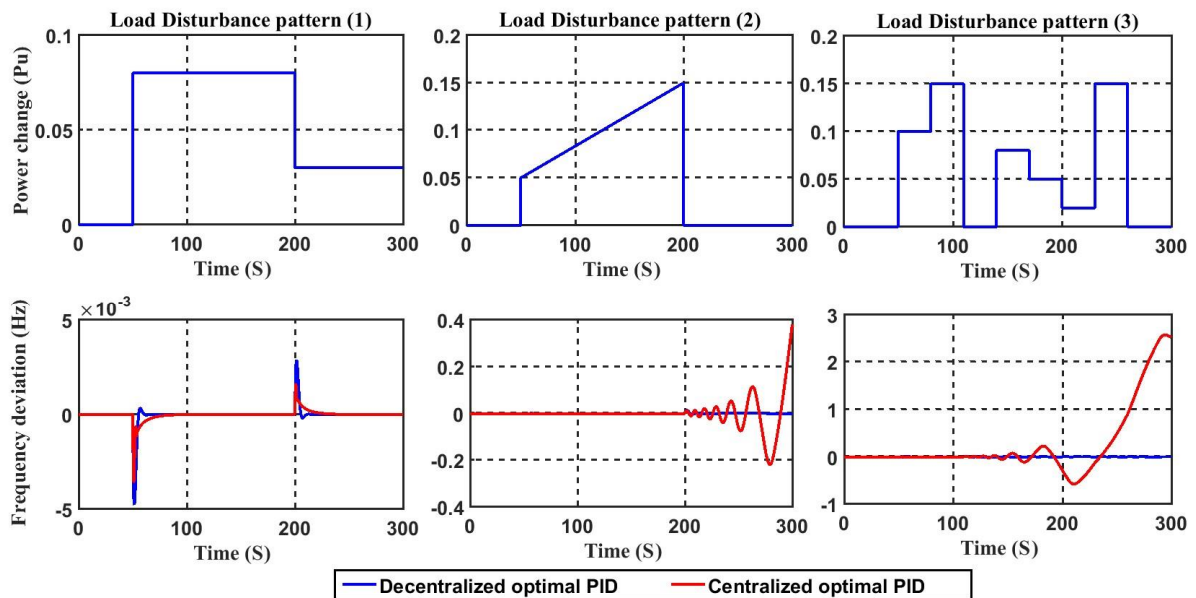 Load Disturbance pattern (1)
Load Disturbance pattern (2)
Load Disturbance pattern (3)
Power change (Pu)
0.1
0.05
0
0 100 200 300
Time (S)
0.2
0.15
0.1
0.05
0
0 100 200 300
Time (S)
0.2
0.15
0.1
0.05
0
0 100 200 300
Time (S)
Frequency deviation (Hz)
×10⁻³
5
0
-5
0 100 200 300
Time (S)
0.4
0.2
0
-0.2
-0.4
0 100 200 300
Time (S)
3
2
1
0
-1
0 100 200 300
Time (S)
Decentralized optimal PID
Centralized optimal PID